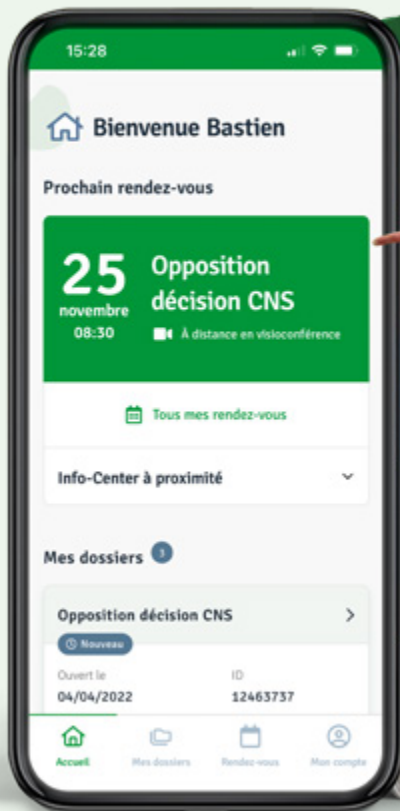 15:28
Bienvenue Bastien
Prochain rendez-vous
25
novembre
08:30
Opposition
décision CNS
À distance en visioconférence
Tous mes rendez-vous
Info-Center à proximité
Mes dossiers 3
Opposition décision CNS
Nouveau
Ouvert le
ID
04/04/2022
12463737
Accueil
Mes dossiers
Rendez-vous
Mon compte